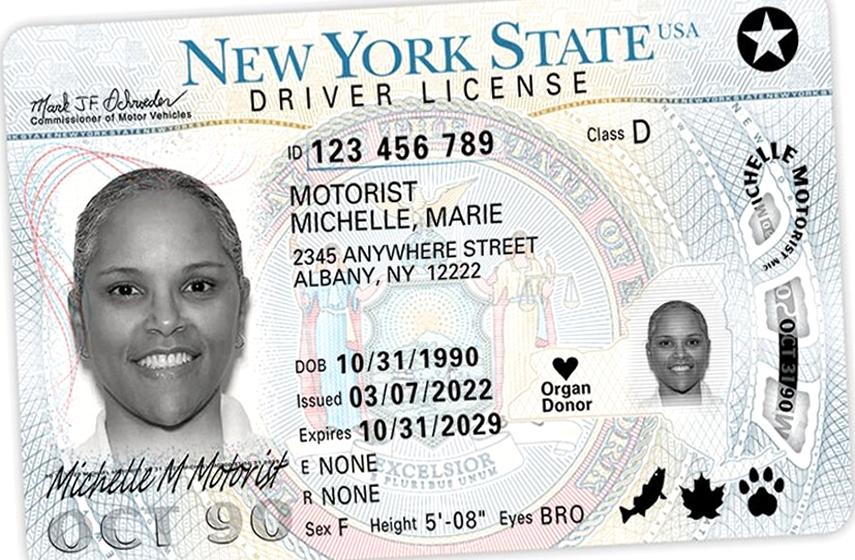 NEW YORK STATE USA
DRIVER LICENSE
Mark J.F. Schroeder
Commissioner of Motor Vehicles
ID 123 456 789
Class D
MOTORIST
MICHELLE, MARIE
2345 ANYWHERE STREET
ALBANY, NY 12222
DOB 10/31/1990
Issued 03/07/2022
Expires 10/31/2029
Organ
Donor
E NONE
R NONE
Sex F Height 5'-08" Eyes BRO
Michelle M Motorist
OCT 90
MICHELLE MOTORIST MIC
OCT 31 90
EXCELSIOR
E PLURIBUS UNUM